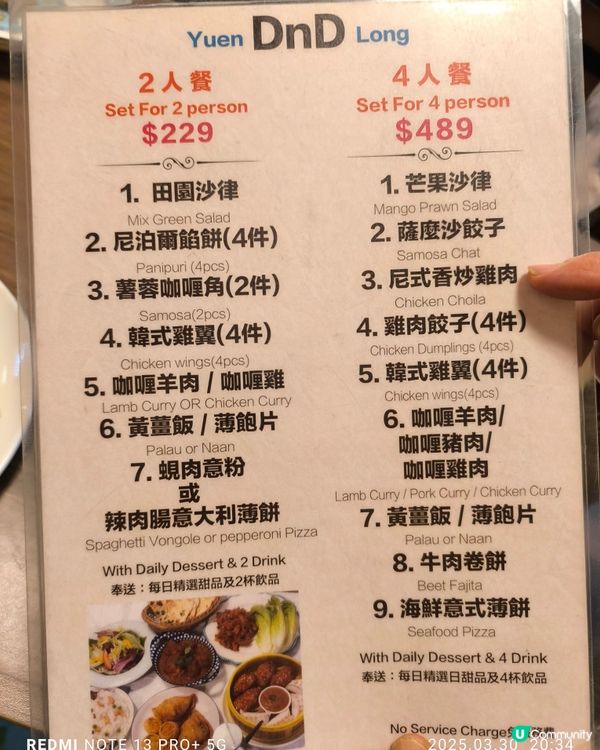 Yuen DnD Long
2人餐
Set For 2 person
$229
1. 田園沙律
Mix Green Salad
2. 尼泊爾餡餅(4件)
Panipuri (4pcs)
3. 薯蓉咖喱角(2件)
Samosa(2pcs)
4. 韓式雞翼(4件)
Chicken wings(4pcs)
5. 咖喱羊肉 / 咖喱雞
Lamb Curry OR Chicken Curry
6. 黃薑飯 / 薄飽片
Palau or Naan
7. 蜆肉意粉
或
辣肉腸意大利薄餅
Spaghetti Vongole or pepperoni Pizza
With Daily Dessert & 2 Drink
奉送：每日精選甜品及2杯飲品
4人餐
Set For 4 person
$489
1. 芒果沙律
Mango Prawn Salad
2. 薩麼沙餃子
Samosa Chat
3. 尼式香炒雞肉
Chicken Choila
4. 雞肉餃子(4件)
Chicken Dumplings (4pcs)
5. 韓式雞翼(4件)
Chicken wings(4pcs)
6. 咖喱羊肉/
咖喱豬肉/
咖喱雞肉
Lamb Curry / Pork Curry / Chicken Curry
7. 黃薑飯 / 薄飽片
Palau or Naan
8. 牛肉卷餅
Beet Fajita
9. 海鮮意式薄餅
Seafood Pizza
With Daily Dessert & 4 Drink
奉送：每日精選日甜品及4杯飲品
No Service Charge
U Community
REDMI NOTE 13 PRO+ 5G
2025.03.30 20:34